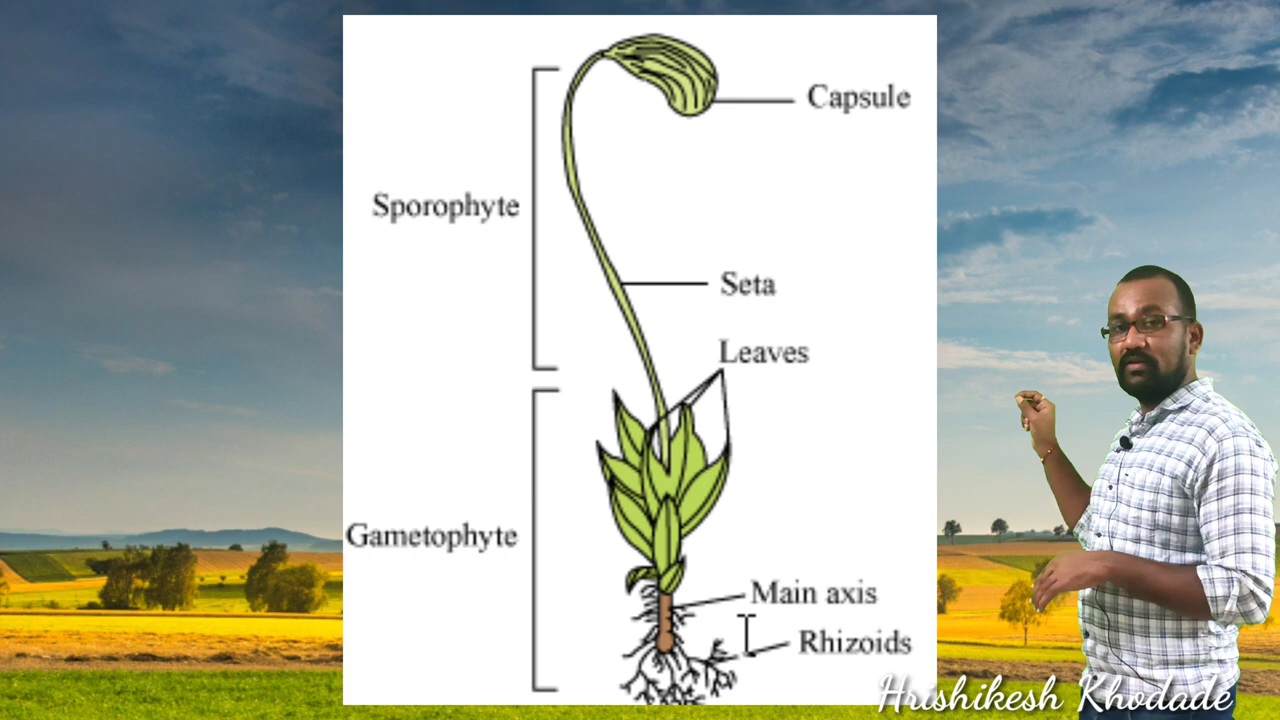 Capsule
Sporophyte
Seta
Leaves
Gametophyte
Main axis
Rhizoids
Hrishikesh Khodade